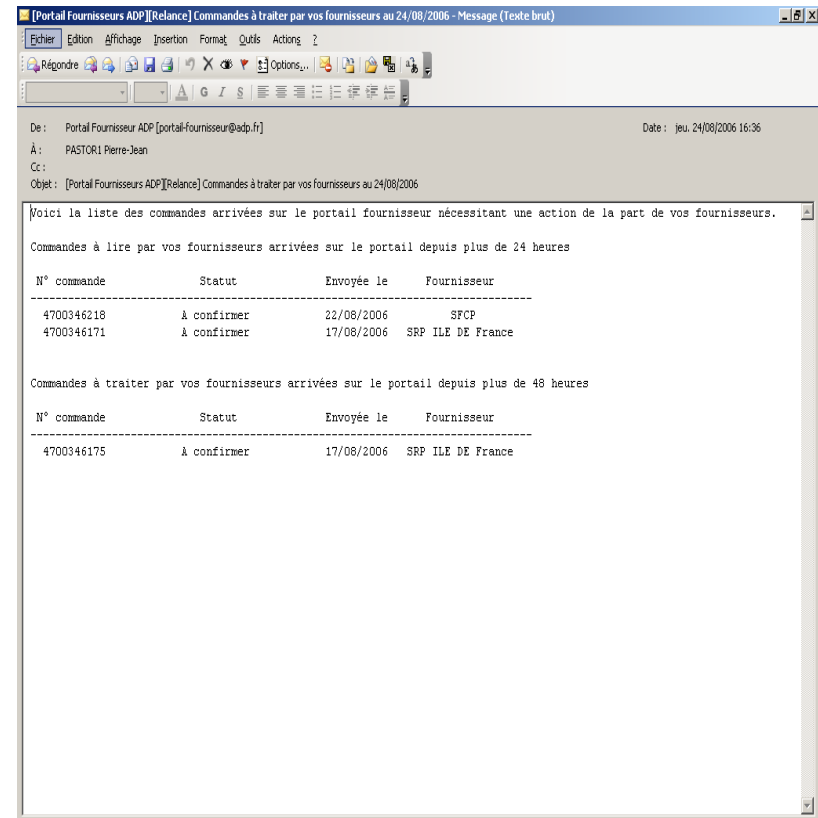 [Portail Fournisseurs ADP][Relance] Commandes à traiter par vos fournisseurs au 24/08/2006 - Message (Texte brut)
Fichier Edition Affichage Insertion Format Outils Actions ?
Répondre Options...
A G I S
De : Portail Fournisseur ADP [portail-fournisseur@adp.fr] Date : jeu. 24/08/2006 16:36
À : PASTOR1 Pierre-Jean
Cc :
Objet : [Portail Fournisseurs ADP][Relance] Commandes à traiter par vos fournisseurs au 24/08/2006
Voici la liste des commandes arrivées sur le portail fournisseur nécessitant une action de la part de vos fournisseurs.
Commandes à lire par vos fournisseurs arrivées sur le portail depuis plus de 24 heures
N° commande Statut Envoyée le Fournisseur
--------------------------------------------------------------------------------
4700346218 A confirmer 22/08/2006 SFCP
4700346171 A confirmer 17/08/2006 SRP ILE DE France
Commandes à traiter par vos fournisseurs arrivées sur le portail depuis plus de 48 heures
N° commande Statut Envoyée le Fournisseur
--------------------------------------------------------------------------------
4700346175 A confirmer 17/08/2006 SRP ILE DE France